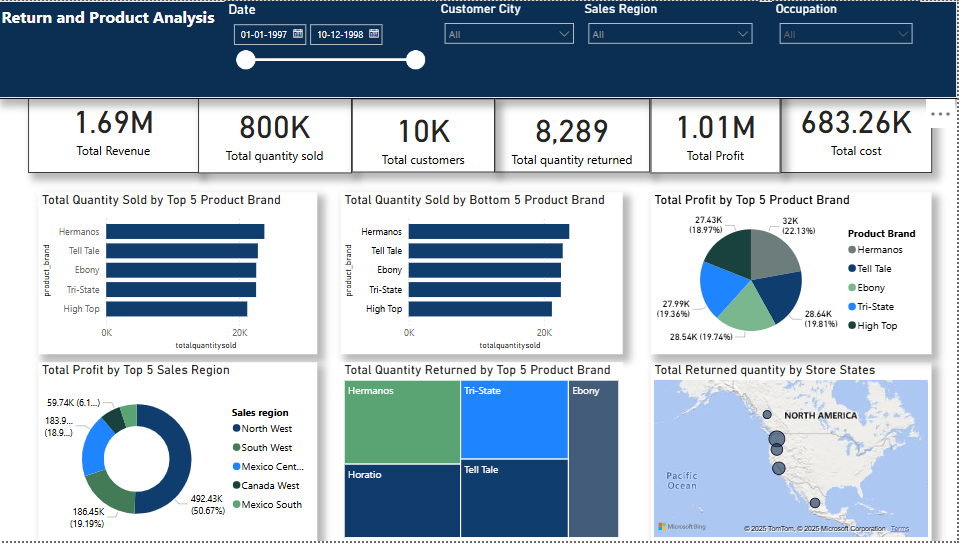 Return and Product Analysis
Date
Customer City
Sales Region
Occupation
01-01-1997
10-12-1998
All
All
All
1.69M
Total Revenue
800K
Total quantity sold
10K
Total customers
8,289
Total quantity returned
1.01M
Total Profit
683.26K
Total cost
Total Quantity Sold by Top 5 Product Brand
product_brand
Hermanos
Tell Tale
Ebony
Tri-State
High Top
0K
20K
totalquantitysold
Total Quantity Sold by Bottom 5 Product Brand
product_brand
Hermanos
Tell Tale
Ebony
Tri-State
High Top
0K
20K
totalquantitysold
Total Profit by Top 5 Product Brand
27.43K
(18.97%)
32K
(22.13%)
27.99K
(19.36%)
28.64K
(19.81%)
28.54K (19.74%)
Product Brand
Hermanos
Tell Tale
Ebony
Tri-State
High Top
Total Profit by Top 5 Sales Region
59.74K (6.1...)
183.9...
(18.9...)
186.45K
(19.19%)
492.43K
(50.67%)
Sales region
North West
South West
Mexico Cent...
Canada West
Mexico South
Total Quantity Returned by Top 5 Product Brand
Hermanos
Tri-State
Ebony
Horatio
Tell Tale
Total Returned quantity by Store States
NORTH AMERICA
Pacific
Ocean
Microsoft Bing
© 2025 TomTom, © 2025 Microsoft Corporation Terms